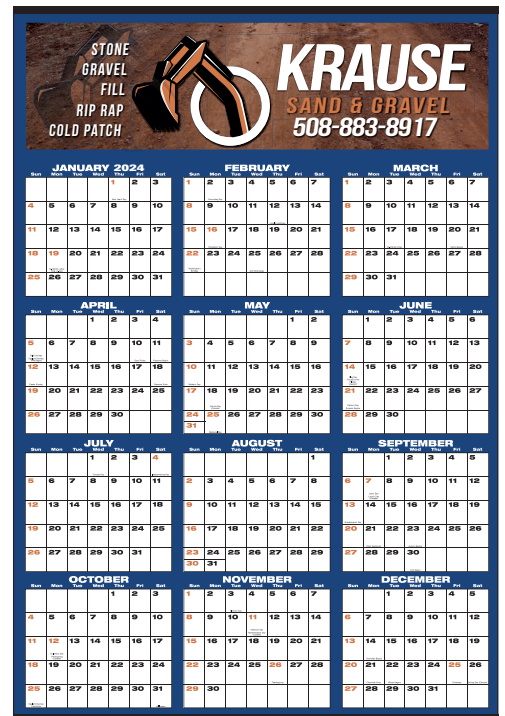 STONE
GRAVEL
FILL
RIP RAP
COLD PATCH
KRAUSE
SAND & GRAVEL
508-883-8917
JANUARY 2024
Sun Mon Tue Wed Thu Fri Sat
1 2 3
4 5 6 7 8 9 10
11 12 13 14 15 16 17
18 19 20 21 22 23 24
25 26 27 28 29 30 31
FEBRUARY
Sun Mon Tue Wed Thu Fri Sat
1 2 3 4 5 6 7
8 9 10 11 12 13 14
15 16 17 18 19 20 21
22 23 24 25 26 27 28
MARCH
Sun Mon Tue Wed Thu Fri Sat
1 2 3 4 5 6 7
8 9 10 11 12 13 14
15 16 17 18 19 20 21
22 23 24 25 26 27 28
29 30 31
APRIL
Sun Mon Tue Wed Thu Fri Sat
1 2 3 4
5 6 7 8 9 10 11
12 13 14 15 16 17 18
19 20 21 22 23 24 25
26 27 28 29 30
MAY
Sun Mon Tue Wed Thu Fri Sat
1 2
3 4 5 6 7 8 9
10 11 12 13 14 15 16
17 18 19 20 21 22 23
24 25 26 27 28 29 30
31
JUNE
Sun Mon Tue Wed Thu Fri Sat
1 2 3 4 5 6
7 8 9 10 11 12 13
14 15 16 17 18 19 20
21 22 23 24 25 26 27
28 29 30
JULY
Sun Mon Tue Wed Thu Fri Sat
1 2 3 4
5 6 7 8 9 10 11
12 13 14 15 16 17 18
19 20 21 22 23 24 25
26 27 28 29 30 31
AUGUST
Sun Mon Tue Wed Thu Fri Sat
1
2 3 4 5 6 7 8
9 10 11 12 13 14 15
16 17 18 19 20 21 22
23 24 25 26 27 28 29
30 31
SEPTEMBER
Sun Mon Tue Wed Thu Fri Sat
1 2 3 4 5
6 7 8 9 10 11 12
13 14 15 16 17 18 19
20 21 22 23 24 25 26
27 28 29 30
OCTOBER
Sun Mon Tue Wed Thu Fri Sat
1 2 3
4 5 6 7 8 9 10
11 12 13 14 15 16 17
18 19 20 21 22 23 24
25 26 27 28 29 30 31
NOVEMBER
Sun Mon Tue Wed Thu Fri Sat
1 2 3 4 5 6 7
8 9 10 11 12 13 14
15 16 17 18 19 20 21
22 23 24 25 26 27 28
29 30
DECEMBER
Sun Mon Tue Wed Thu Fri Sat
1 2 3 4 5
6 7 8 9 10 11 12
13 14 15 16 17 18 19
20 21 22 23 24 25 26
27 28 29 30 31